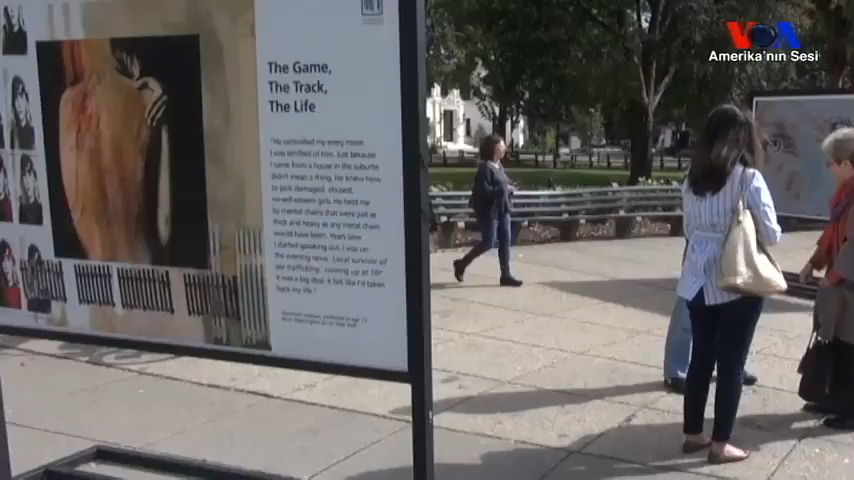 VOA
Amerika'nın Sesi
The Game,
The Track,
The Life
"He controlled my every move.
I was terrified of him. Just because
I came from a house in the suburbs
didn't mean a thing. He knew how
to pick damaged, abused,
no-self-esteem girls. He held me
by mental chains that were just as
thick and heavy as any metal chain
would have been. Years later
I started speaking out. I was on
the evening news. 'Local survivor of
sex trafficking, coming up at 10!'
It was a big deal. It felt like I'd taken
back my life."